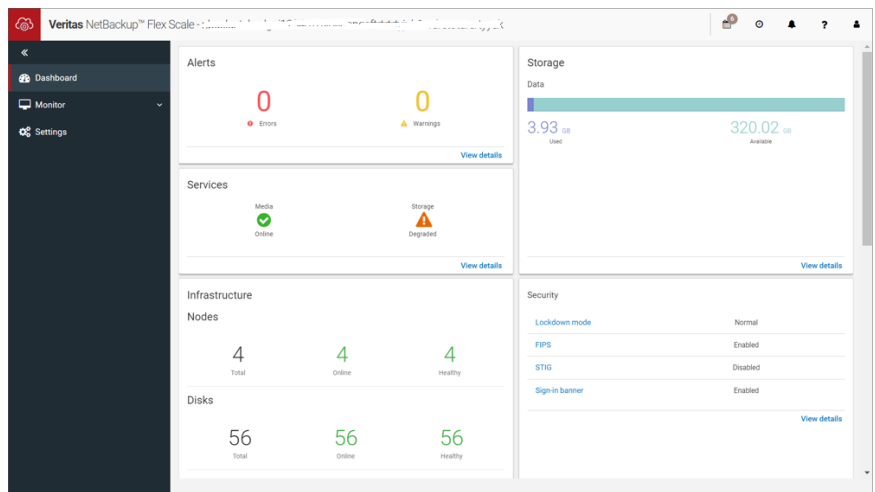 Veritas NetBackup™ Flex Scale -
6
?
«
Dashboard
Monitor
Settings
Alerts
0
Errors
0
Warnings
View details
Services
Media
Online
Storage
Degraded
View details
Infrastructure
Nodes
4
Total
4
Online
4
Healthy
Disks
56
Total
56
Online
56
Healthy
Storage
Data
3.93 GB
Used
320.02 GB
Available
View details
Security
Lockdown mode Normal
FIPS Enabled
STIG Disabled
Sign-in banner Enabled
View details